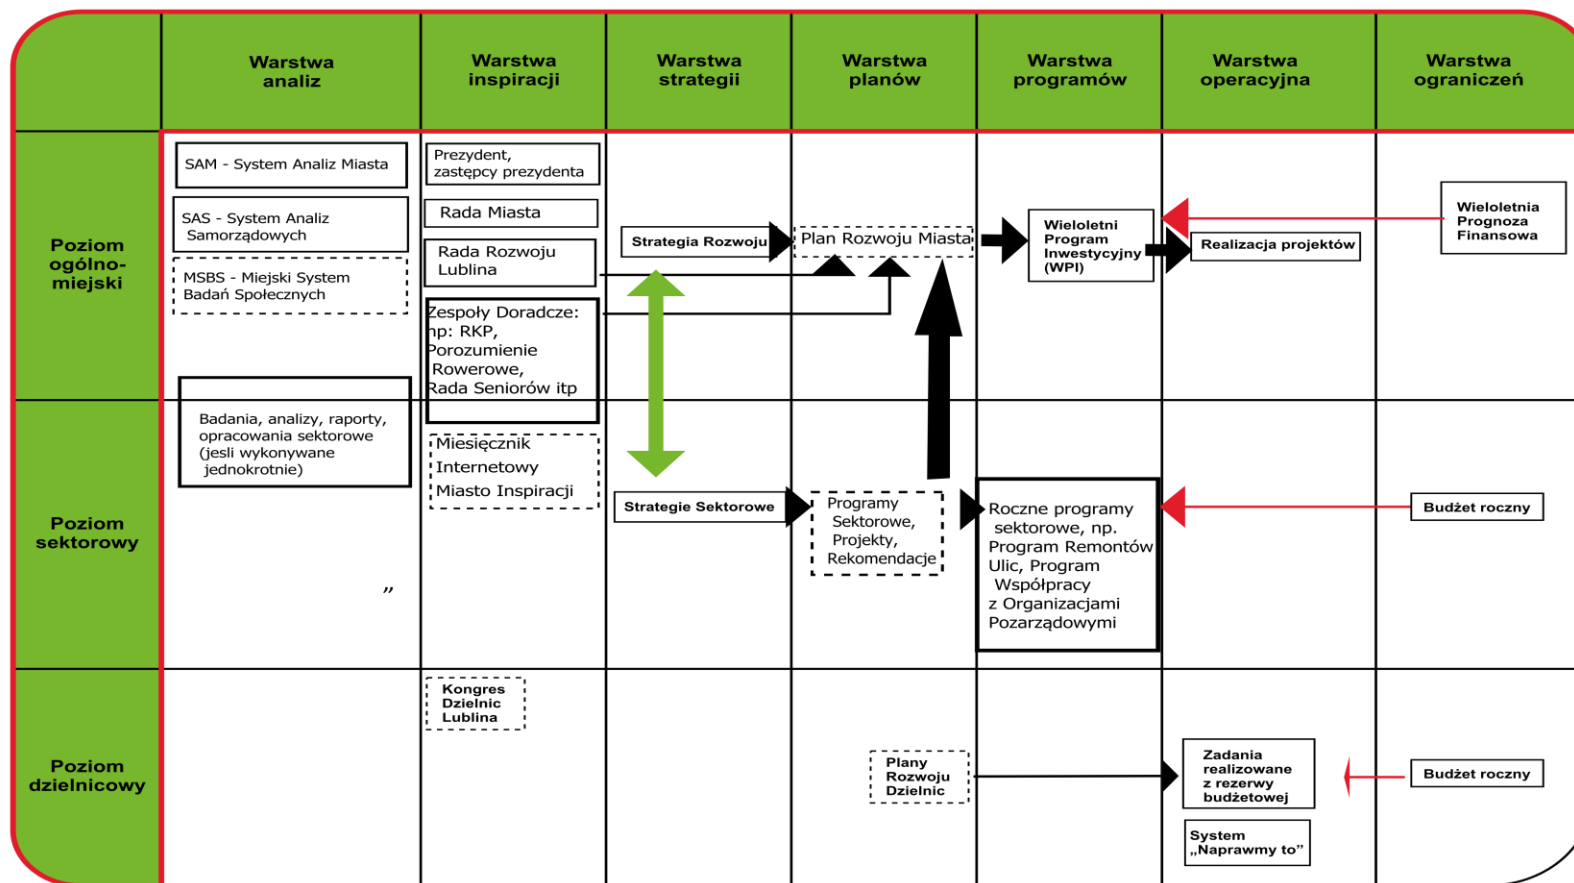 Warstwa
analiz
Warstwa
inspiracji
Warstwa
strategii
Warstwa
planów
Warstwa
programów
Warstwa
operacyjna
Warstwa
ograniczeń
Poziom
ogólno-
miejski
SAM - System Analiz Miasta
SAS - System Analiz
Samorządowych
MSBS - Miejski System
Badań Społecznych
Prezydent,
zastępcy prezydenta
Rada Miasta
Rada Rozwoju
Lublina
Zespoły Doradcze:
np: RKP,
Porozumienie
Rowerowe,
Rada Seniorów itp
Strategia Rozwoju
Plan Rozwoju Miasta
Wieloletni
Program
Inwestycyjny
(WPI)
Realizacja projektów
Wieloletnia
Prognoza
Finansowa
Poziom
sektorowy
Badania, analizy, raporty,
opracowania sektorowe
(jesli wykonywane
jednokrotnie)
”
Miesięcznik
Internetowy
Miasto Inspiracji
Strategie Sektorowe
Programy
Sektorowe,
Projekty,
Rekomendacje
Roczne programy
sektorowe, np.
Program Remontów
Ulic, Program
Współpracy
z Organizacjami
Pozarządowymi
Budżet roczny
Poziom
dzielnicowy
Kongres
Dzielnic
Lublina
Plany
Rozwoju
Dzielnic
Zadania
realizowane
z rezerwy
budżetowej
System
„Naprawmy to”
Budżet roczny